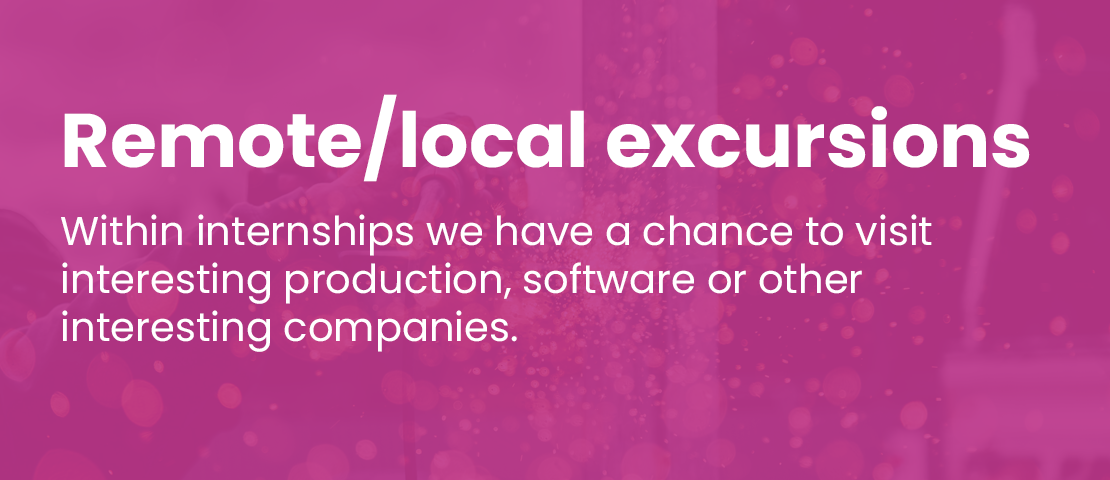 Remote/local excursions
Within internships we have a chance to visit
interesting production, software or other
interesting companies.